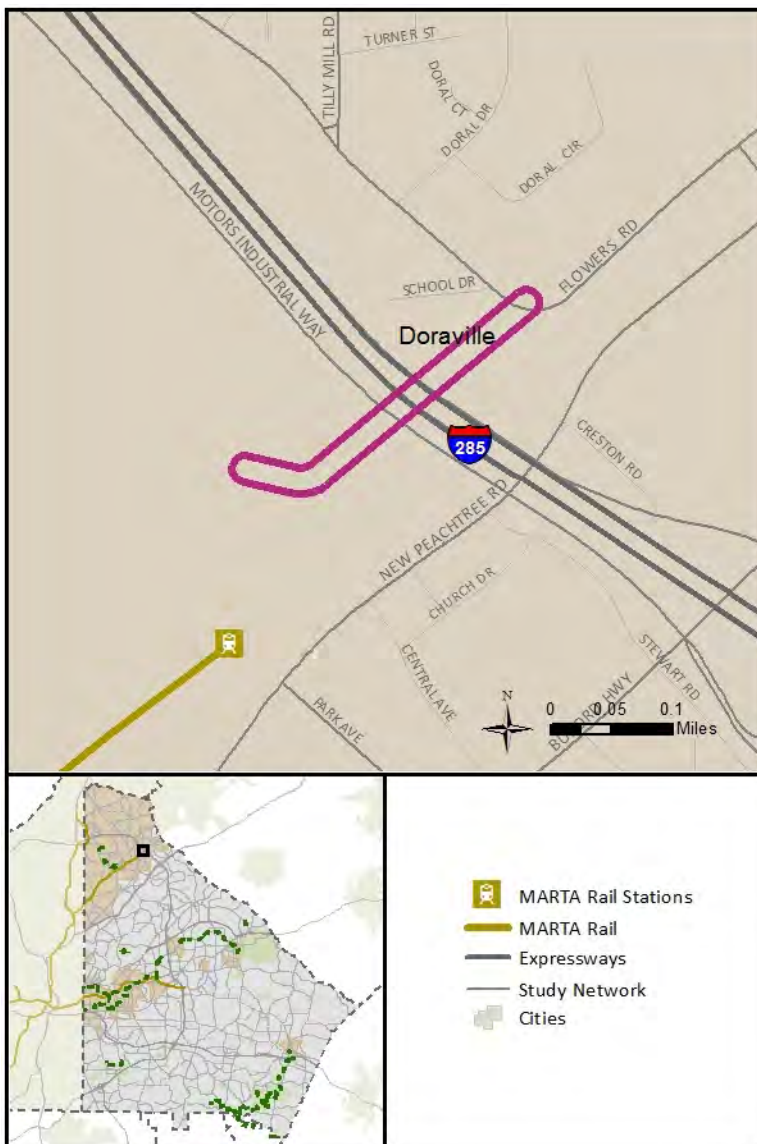 TURNER ST
TILLY MILL RD
DORAL CT
DORAL DR
DORAL CIR
MOTORS INDUSTRIAL WAY
SCHOOL DR
FLOWERS RD
Doraville
285
CRESTON RD
NEW PEACHTREE RD
CHURCH DR
CENTRAL AVE
STEWART RD
PARK AVE
BUFORD HWY
N
0 0.05 0.1
Miles
MARTA Rail Stations
MARTA Rail
Expressways
Study Network
Cities